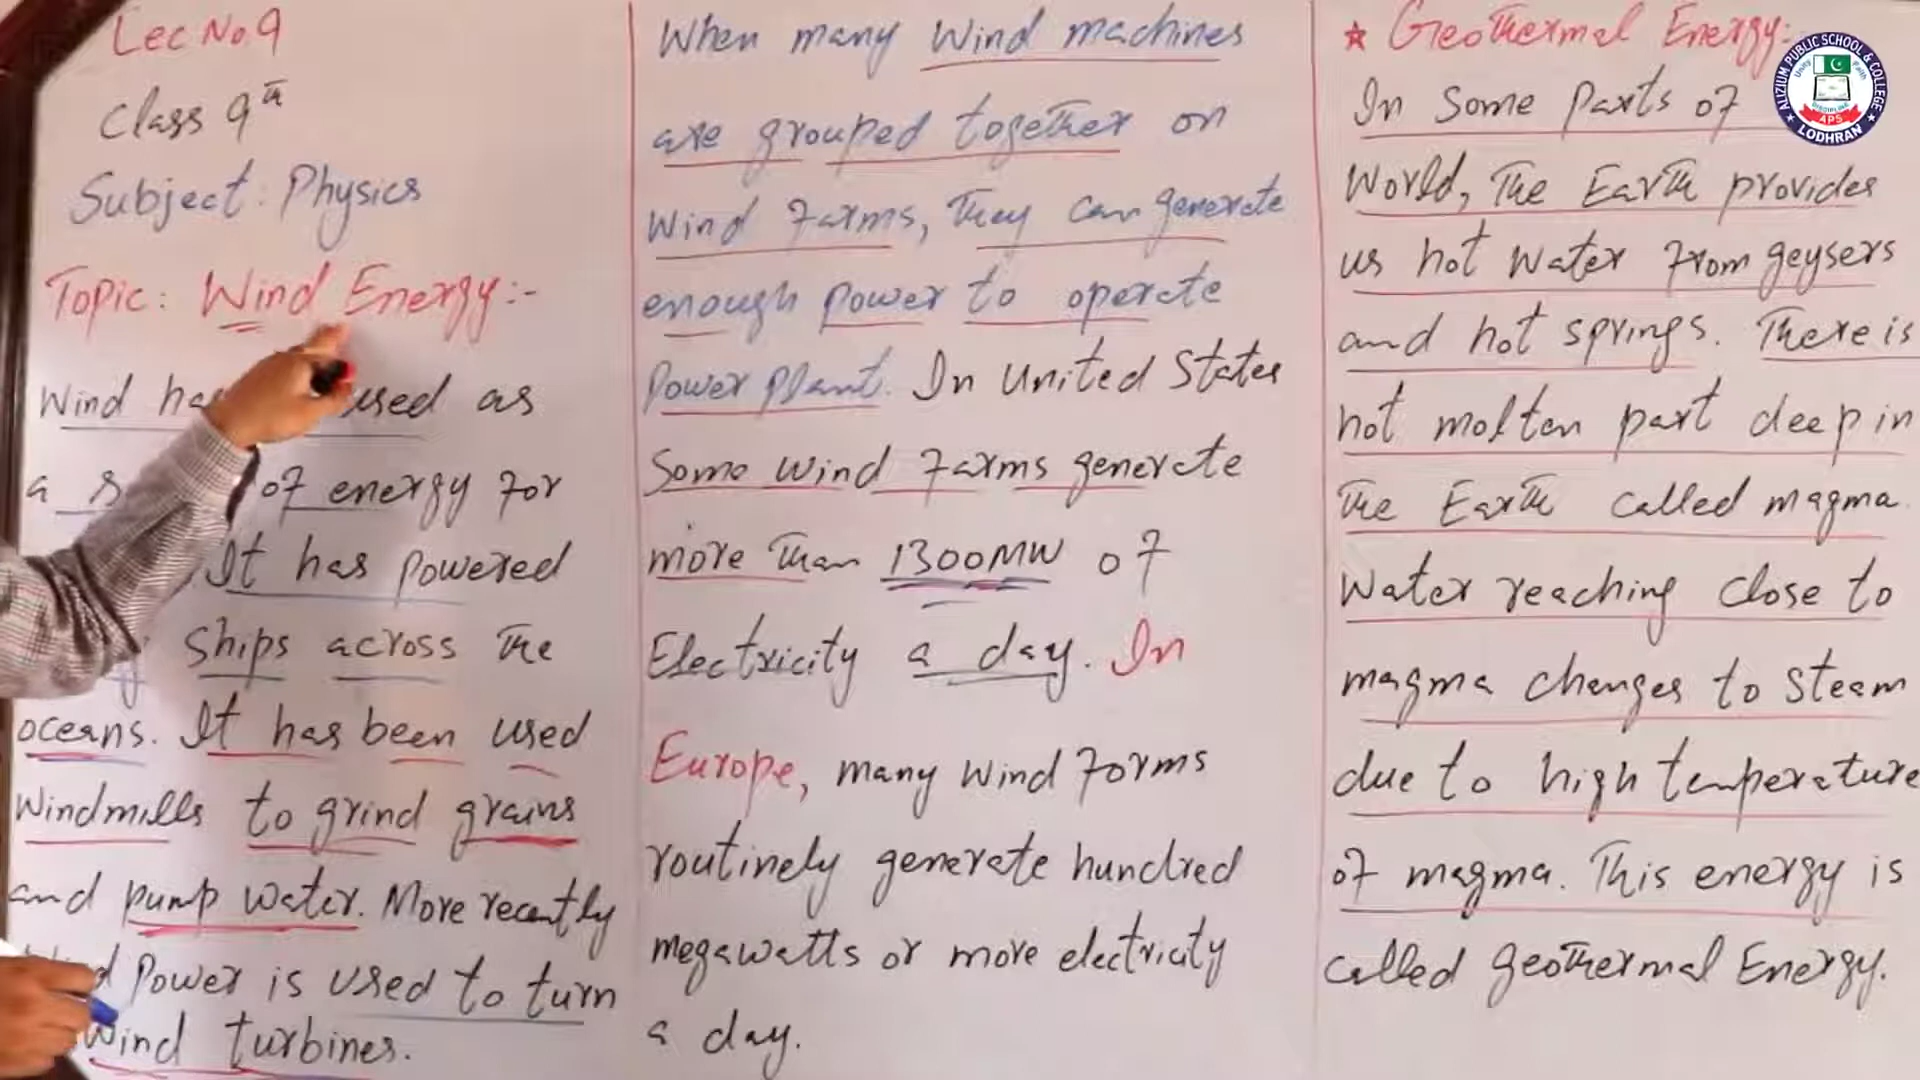 Lec No.9
Class 9th
Subject: Physics
Topic: Wind Energy:-
Wind used as
a of energy for
It has powered
Ships across the
oceans. It has been used
Windmills to grind grains
and pump water. More recently
Power is used to turn
Wind turbines.
When many Wind machines
are grouped together on
Wind farms, They can generate
enough power to operate
Power plant. In United States
Some Wind farms generate
more than 1300MW of
Electricity a day. In
Europe, many Wind forms
routinely generate hundred
megawatts or more electricity
a day.
★ Geothermal Energy:
In Some parts of
World, The Earth provides
us hot water from geysers
and hot springs. There is
hot molten part deep in
the Earth called magma.
Water reaching close to
magma changes to steam
due to high temperature
of magma. This energy is
called geothermal Energy.
ALIZIUM PUBLIC SCHOOL & COLLEGE
Unity Faith
DISCIPLINE
APS
LODHRAN